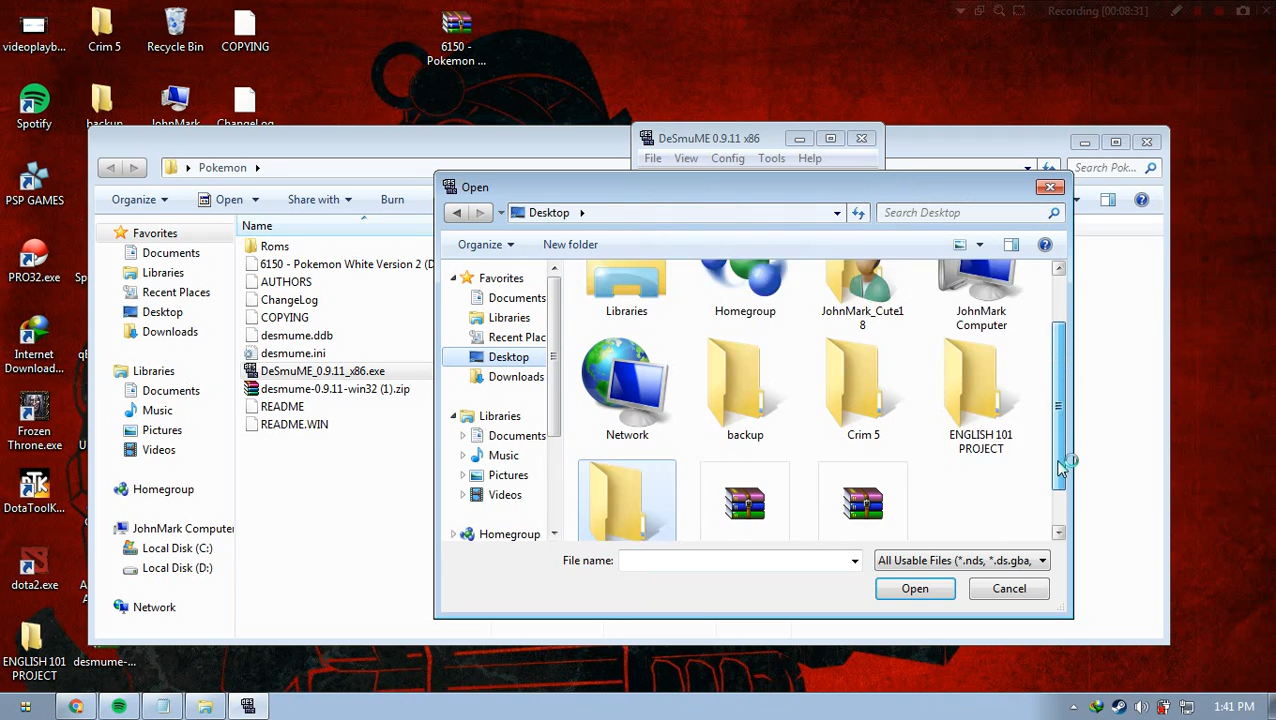 Recording [00:08:31]
videoplayb...
Crim 5
Recycle Bin
COPYING
6150 -
Pokemon ...
Spotify
backup
JohnMark
ChangeLog
PSP GAMES
PRO32.exe
Internet
Download...
Frozen
Throne.exe
DotaToolK...
dota2.exe
ENGLISH 101
PROJECT
desmume-...
Pokemon
Search Pok...
Organize
Open
Share with
Burn
Favorites
Documents
Libraries
Recent Places
Desktop
Downloads
Libraries
Documents
Music
Pictures
Videos
Homegroup
JohnMark Computer
Local Disk (C:)
Local Disk (D:)
Network
Name
Roms
6150 - Pokemon White Version 2 (D
AUTHORS
ChangeLog
COPYING
desmume.ddb
desmume.ini
DeSmuME_0.9.11_x86.exe
desmume-0.9.11-win32 (1).zip
README
README.WIN
DeSmuME 0.9.11 x86
File
View
Config
Tools
Help
Open
Desktop
Search Desktop
Organize
New folder
Favorites
Documents
Libraries
Recent Plac
Desktop
Downloads
Libraries
Documents
Music
Pictures
Videos
Homegroup
Libraries
Homegroup
JohnMark_Cute1
8
JohnMark
Computer
Network
backup
Crim 5
ENGLISH 101
PROJECT
File name:
All Usable Files (*.nds, *.ds.gba,
Open
Cancel
1:41 PM